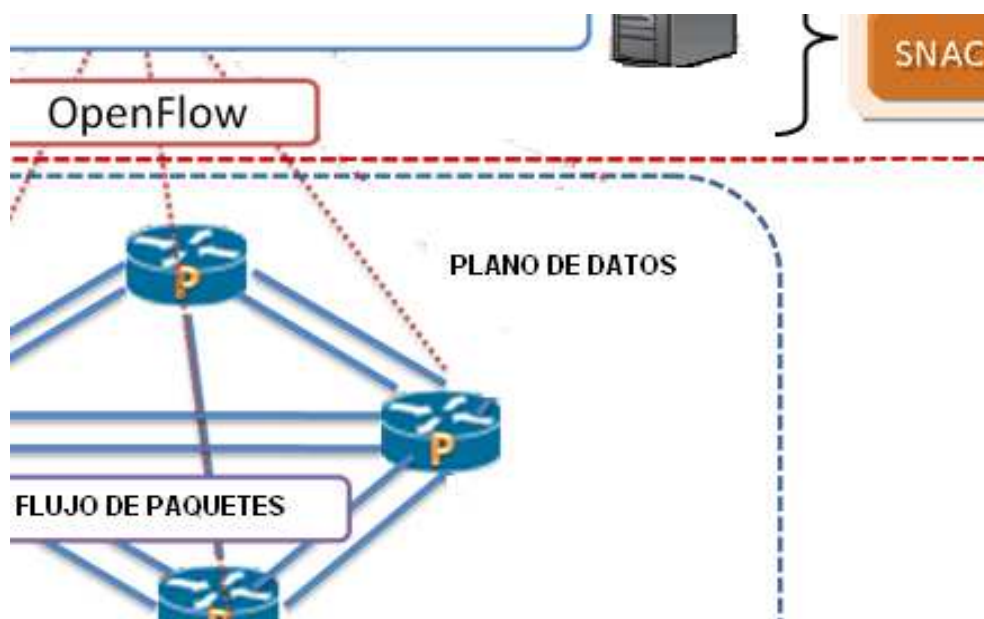 SNAC
OpenFlow
PLANO DE DATOS
P
P
FLUJO DE PAQUETES